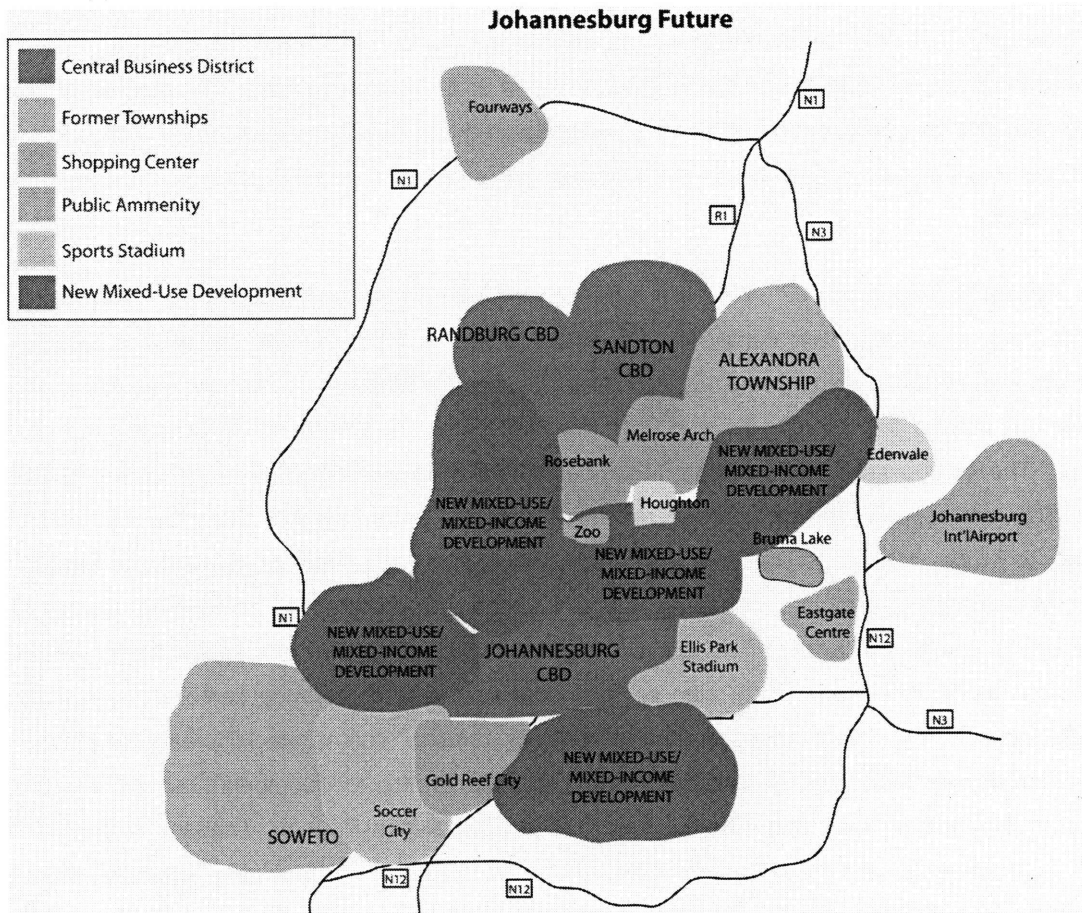 Johannesburg Future
Central Business District
Former Townships
Shopping Center
Public Ammenity
Sports Stadium
New Mixed-Use Development
Fourways
N1
N1
R1
N3
RANDBURG CBD
SANDTON
CBD
ALEXANDRA
TOWNSHIP
Melrose Arch
Rosebank
NEW MIXED-USE/
MIXED-INCOME
DEVELOPMENT
Edenvale
Houghton
NEW MIXED-USE/
MIXED-INCOME
DEVELOPMENT
Zoo
Johannesburg
Int'lAirport
Bruma Lake
NEW MIXED-USE/
MIXED-INCOME
DEVELOPMENT
N1
Eastgate
Centre
N12
NEW MIXED-USE/
MIXED-INCOME
DEVELOPMENT
JOHANNESBURG
CBD
Ellis Park
Stadium
N3
Gold Reef City
NEW MIXED-USE/
MIXED-INCOME
DEVELOPMENT
Soccer
City
SOWETO
N12
N12